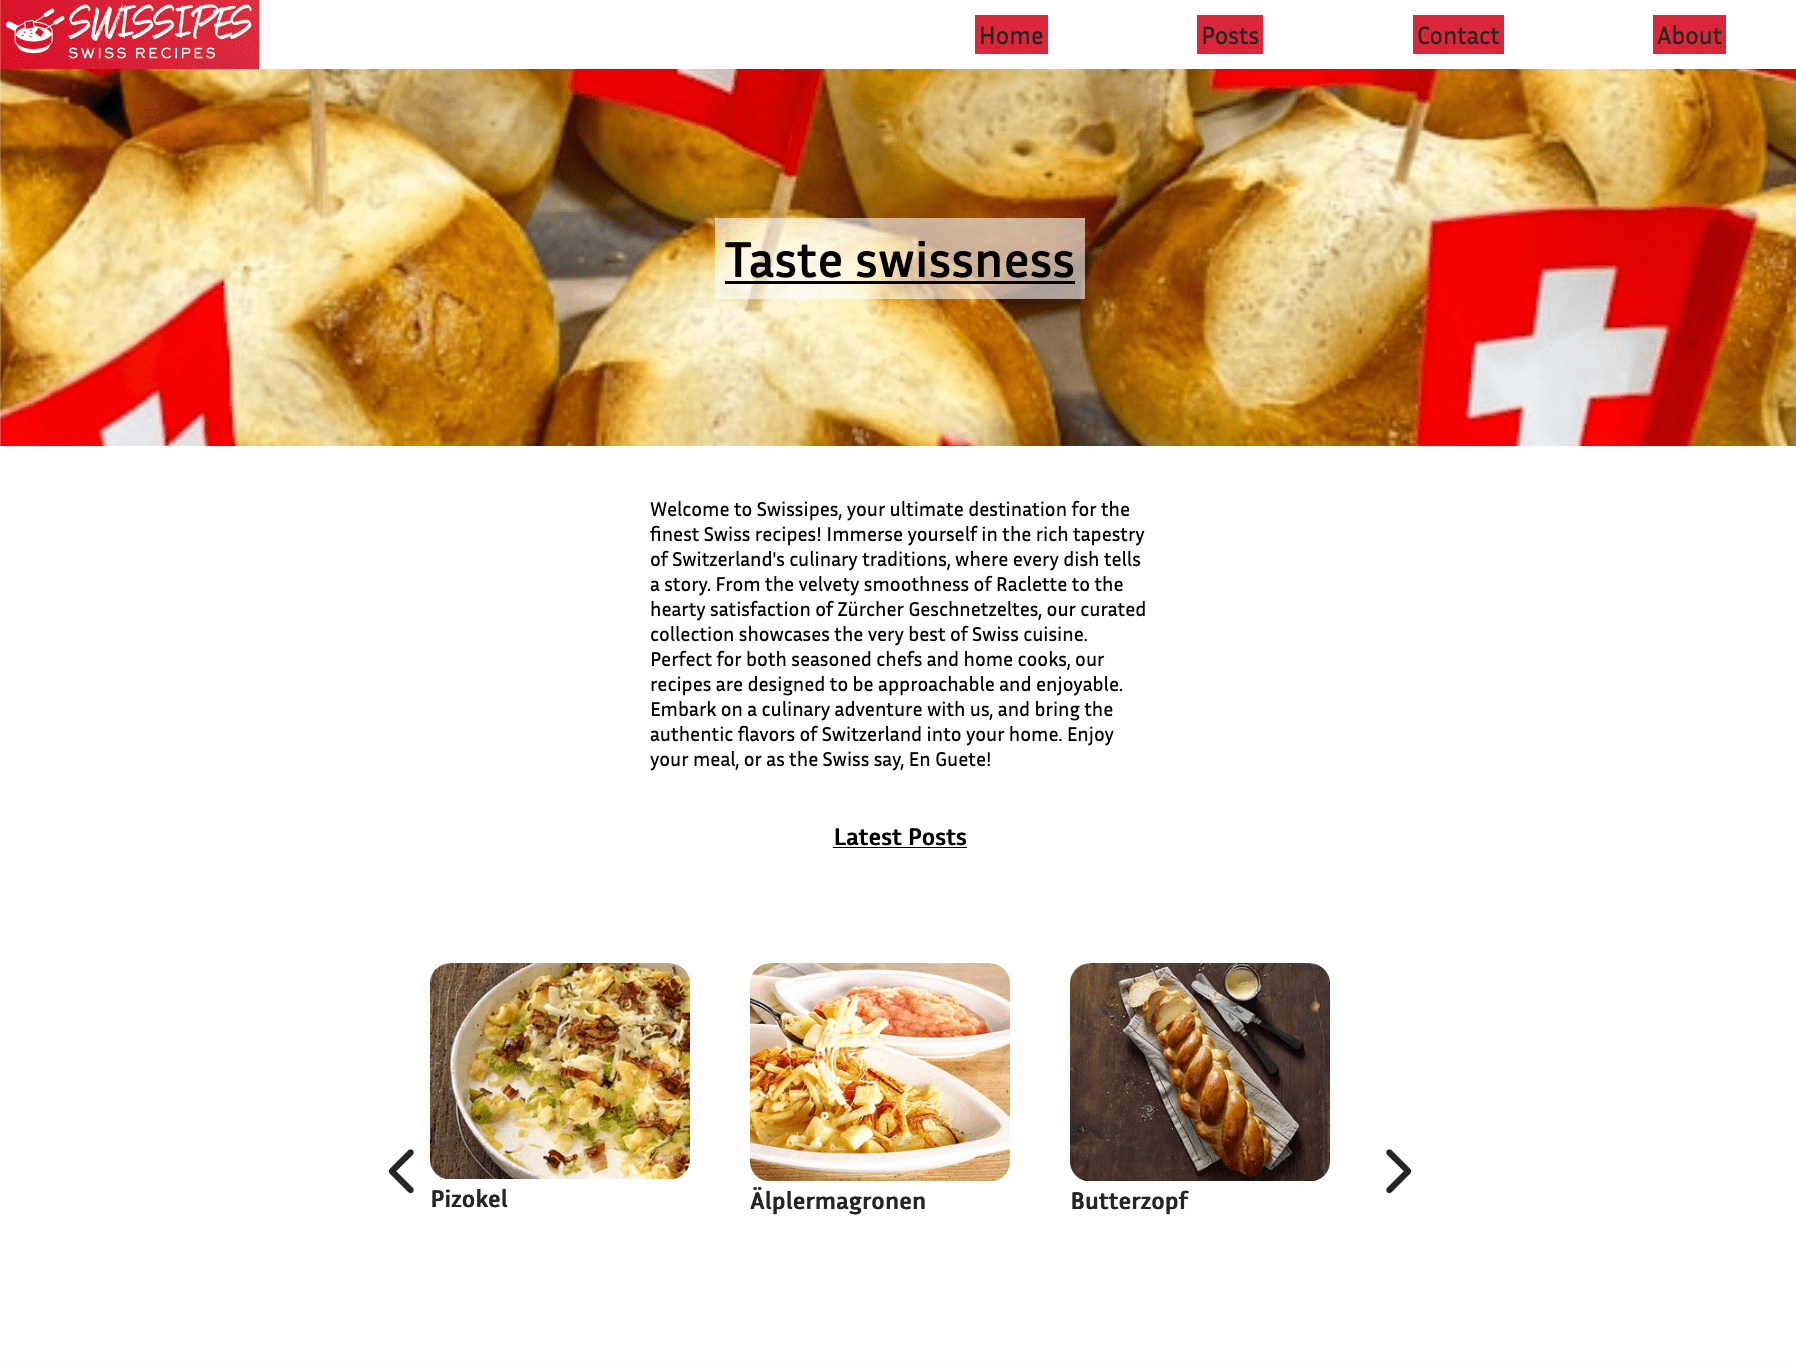 SWISSIPES
SWISS RECIPES
Home
Posts
Contact
About
Taste swissness
Welcome to Swissipes, your ultimate destination for the
finest Swiss recipes! Immerse yourself in the rich tapestry
of Switzerland's culinary traditions, where every dish tells
a story. From the velvety smoothness of Raclette to the
hearty satisfaction of Zürcher Geschnetzeltes, our curated
collection showcases the very best of Swiss cuisine.
Perfect for both seasoned chefs and home cooks, our
recipes are designed to be approachable and enjoyable.
Embark on a culinary adventure with us, and bring the
authentic flavors of Switzerland into your home. Enjoy
your meal, or as the Swiss say, En Guete!
Latest Posts
Pizokel
Älplermagronen
Butterzopf